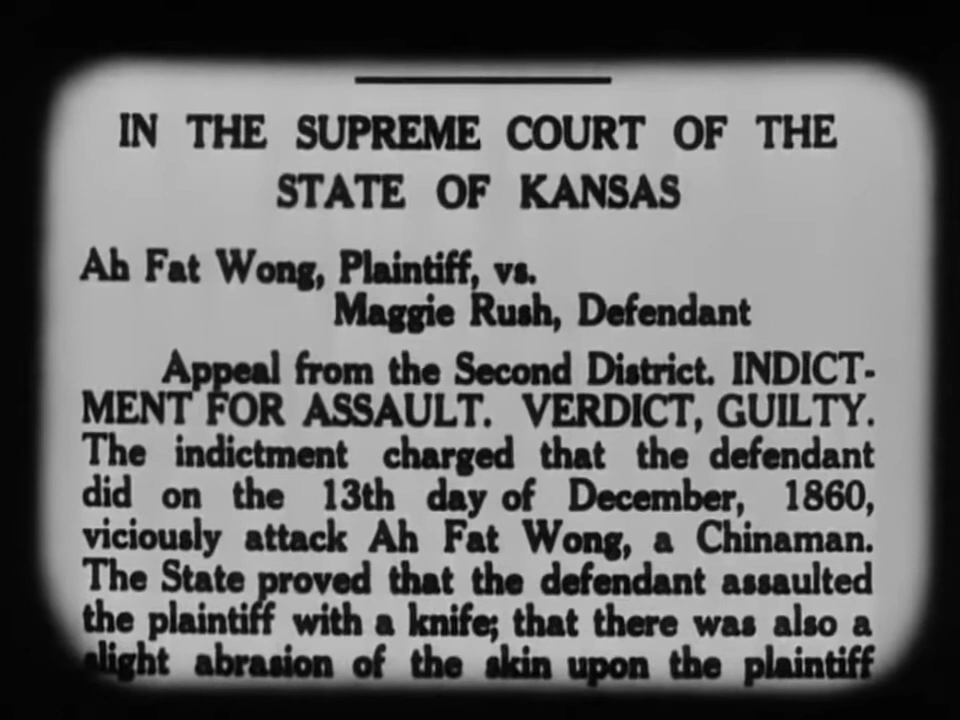 IN THE SUPREME COURT OF THE
STATE OF KANSAS
Ah Fat Wong, Plaintiff, vs.
Maggie Rush, Defendant
Appeal from the Second District. INDICT-
MENT FOR ASSAULT. VERDICT, GUILTY.
The indictment charged that the defendant
did on the 13th day of December, 1860,
viciously attack Ah Fat Wong, a Chinaman.
The State proved that the defendant assaulted
the plaintiff with a knife; that there was also a
slight abrasion of the skin upon the plaintiff